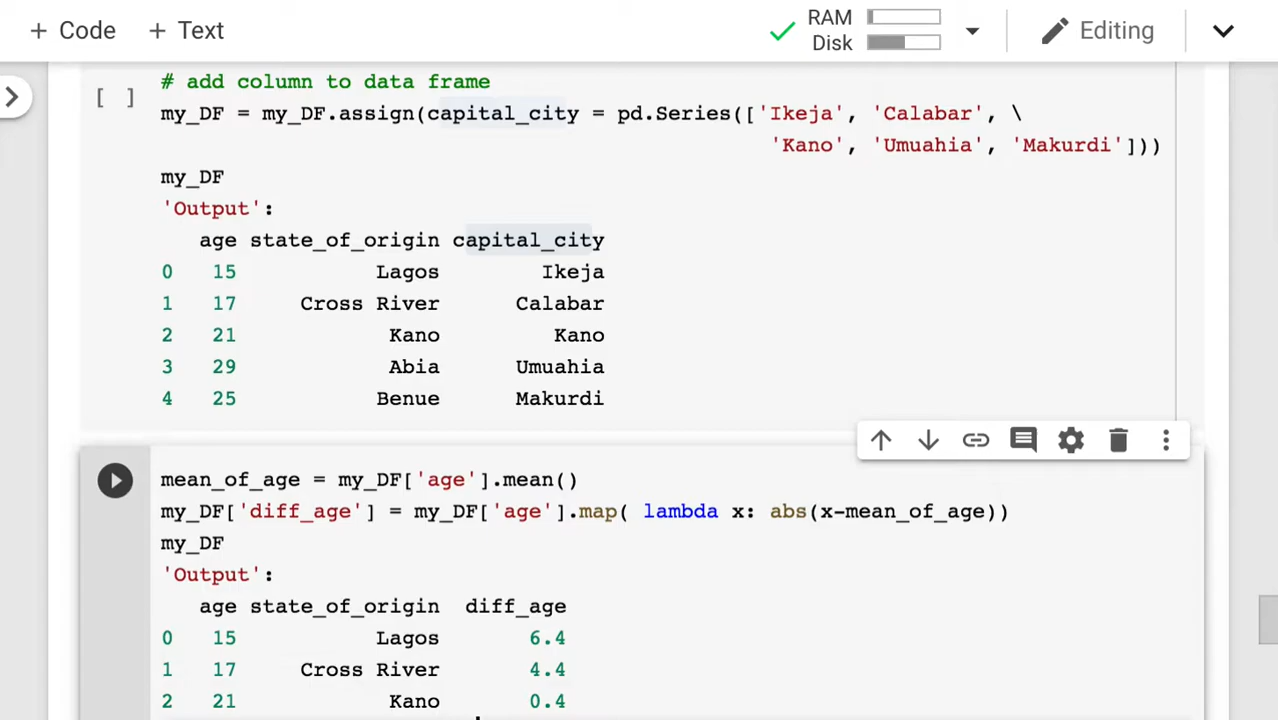 + Code + Text
RAM
Disk
Editing
[ ]
# add column to data frame
my_DF = my_DF.assign(capital_city = pd.Series(['Ikeja', 'Calabar', \
'Kano', 'Umuahia', 'Makurdi']))
my_DF
'Output':
age state_of_origin capital_city
0 15 Lagos Ikeja
1 17 Cross River Calabar
2 21 Kano Kano
3 29 Abia Umuahia
4 25 Benue Makurdi
mean_of_age = my_DF['age'].mean()
my_DF['diff_age'] = my_DF['age'].map( lambda x: abs(x-mean_of_age))
my_DF
'Output':
age state_of_origin diff_age
0 15 Lagos 6.4
1 17 Cross River 4.4
2 21 Kano 0.4